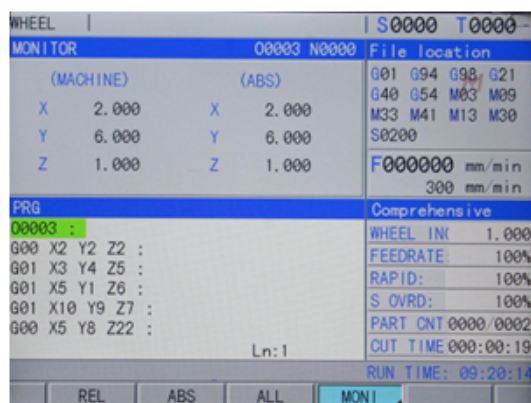 WHEEL | S0000 T0000
MONITOR O0003 N0000
(MACHINE) (ABS)
X 2.000 X 2.000
Y 6.000 Y 6.000
Z 1.000 Z 1.000
File location
G01 G94 G98 G21
G40 G54 M03 M09
M33 M41 M13 M30
S0200
F000000 mm/min
300 mm/min
PRG
O0003 :
G00 X2 Y2 Z2 :
G01 X3 Y4 Z5 :
G01 X5 Y1 Z6 :
G01 X10 Y9 Z7 :
G00 X5 Y8 Z22 :
Ln:1
Comprehensive
WHEEL IN( 1.000
FEEDRATE: 100%
RAPID: 100%
S OVRD: 100%
PART CNT 0000/0002
CUT TIME 000:00:19
RUN TIME: 09:20:14
REL ABS ALL MONI